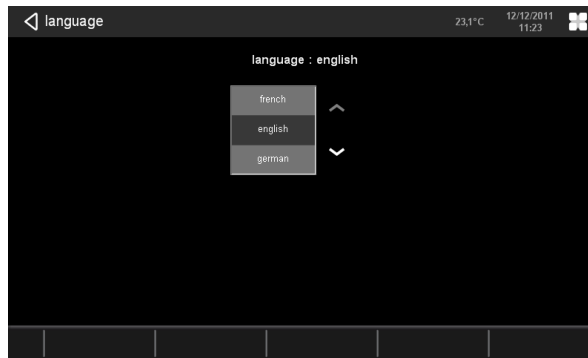 language
23,1°C
12/12/2011
11:23
language : english
french
english
german